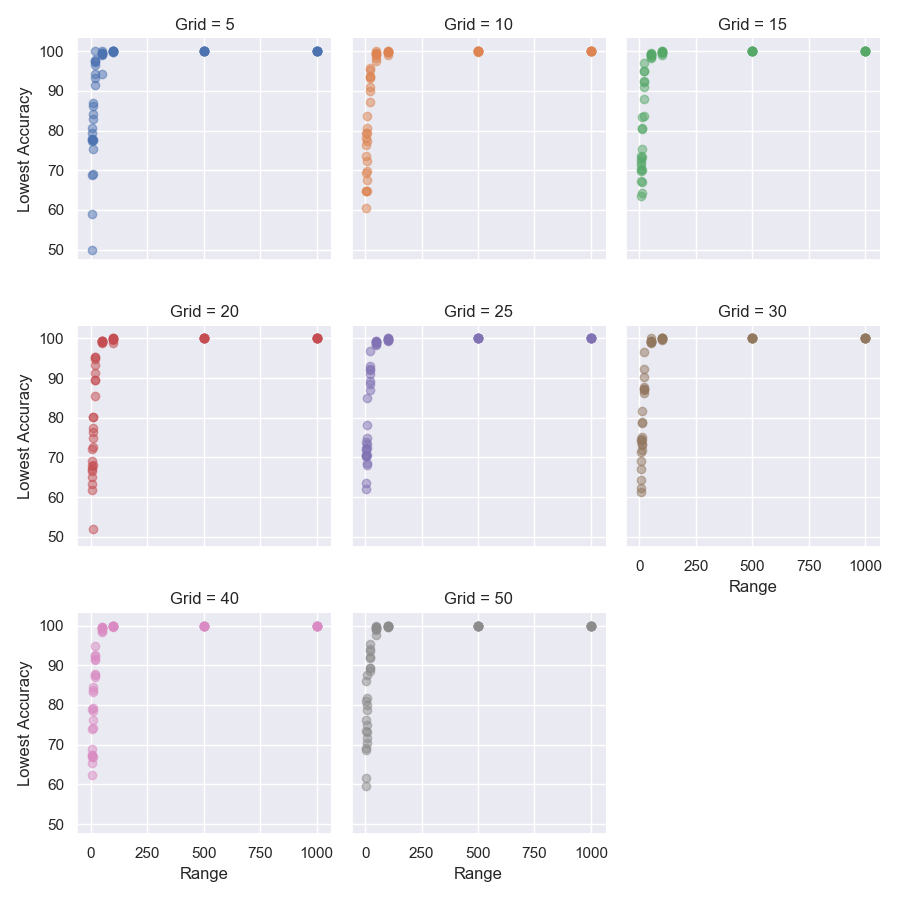 Grid = 5 Grid = 10 Grid = 15
100
90
80
70
60
50
Lowest Accuracy
Grid = 20 Grid = 25 Grid = 30
100
90
80
70
60
50
Lowest Accuracy
0 250 500 750 1000
Range
Grid = 40 Grid = 50
100
90
80
70
60
50
Lowest Accuracy
0 250 500 750 1000 0 250 500 750 1000
Range Range